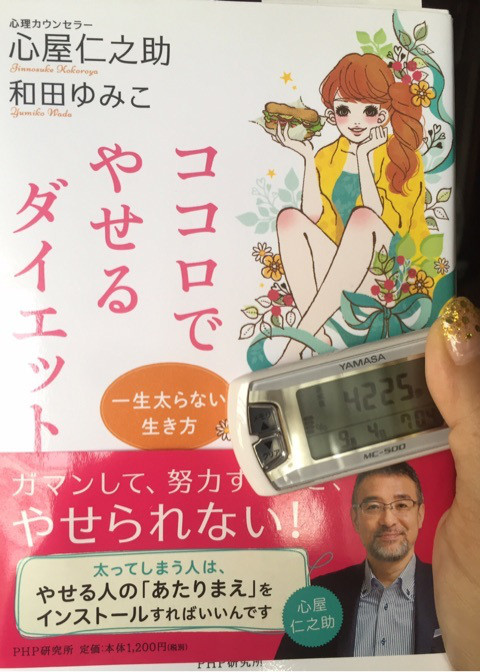 心理カウンセラー
心屋仁之助
Jinnosuke Kokoroya
和田ゆみこ
Yumiko Wada
ココロで
やせる
ダイエット
一生太らない
生き方
YAMASA
4225
MC-500
ガマンして、努力す
やせられない!
太ってしまう人は、
やせる人の「あたりまえ」を
インストールすればいいんです
心屋
仁之助
PHP研究所 定価:本体1,200円(税別)
PHP研究所